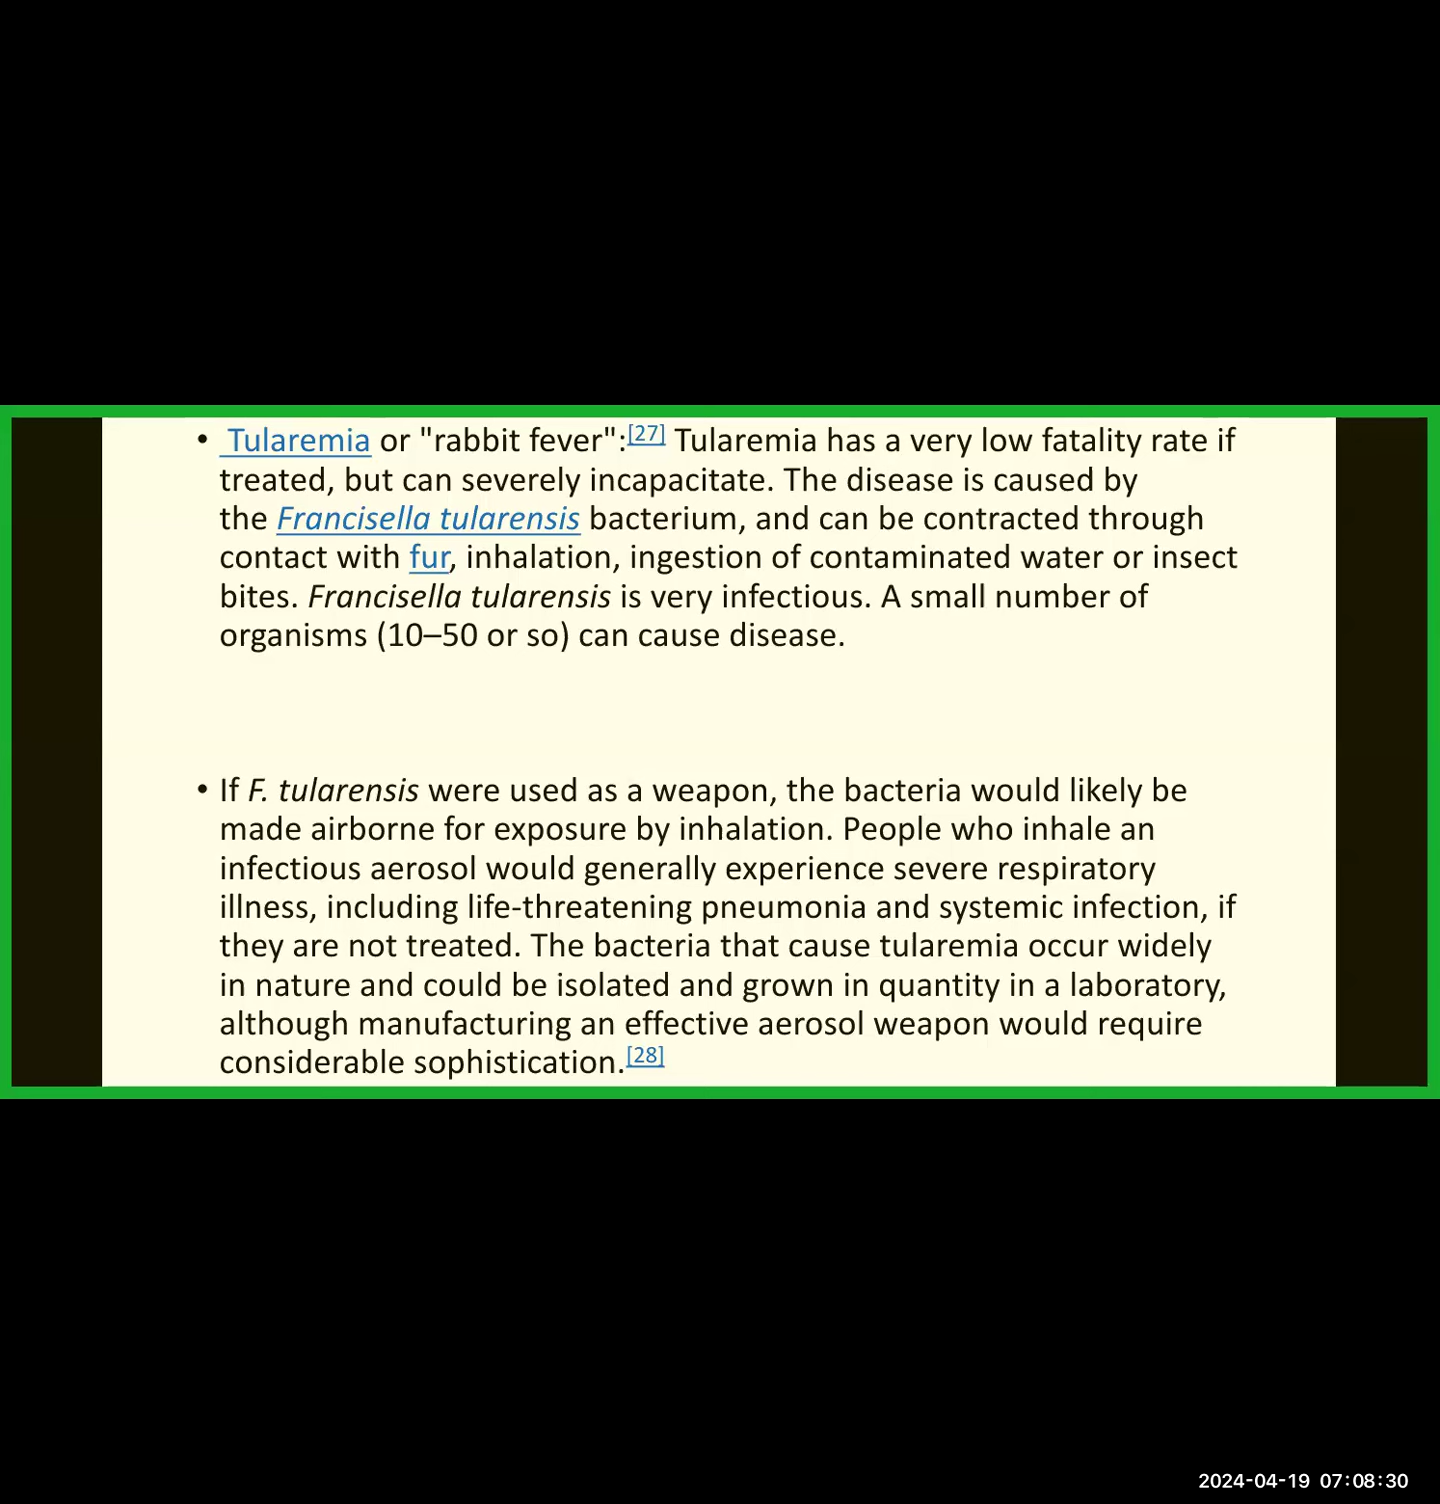 • Tularemia or "rabbit fever":[27] Tularemia has a very low fatality rate if
treated, but can severely incapacitate. The disease is caused by
the Francisella tularensis bacterium, and can be contracted through
contact with fur, inhalation, ingestion of contaminated water or insect
bites. Francisella tularensis is very infectious. A small number of
organisms (10–50 or so) can cause disease.
• If F. tularensis were used as a weapon, the bacteria would likely be
made airborne for exposure by inhalation. People who inhale an
infectious aerosol would generally experience severe respiratory
illness, including life-threatening pneumonia and systemic infection, if
they are not treated. The bacteria that cause tularemia occur widely
in nature and could be isolated and grown in quantity in a laboratory,
although manufacturing an effective aerosol weapon would require
considerable sophistication.[28]
2024-04-19 07:08:30